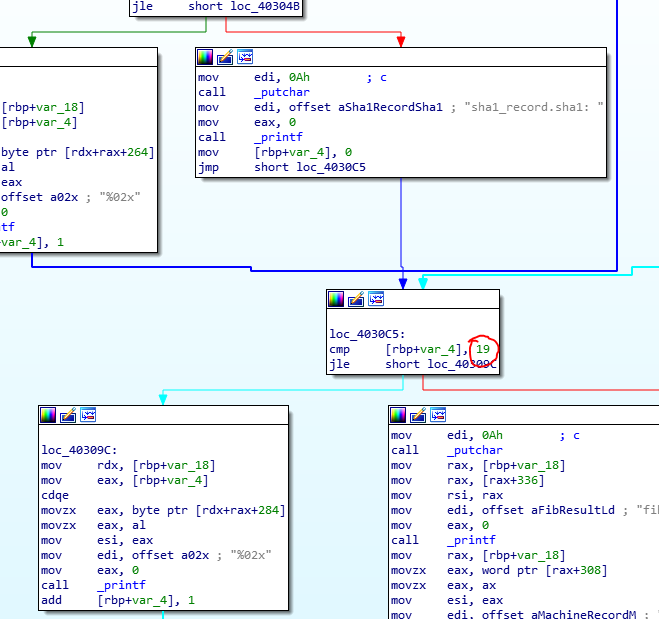 jle     short loc_40304B
[rbp+var_18]
[rbp+var_4]
byte ptr [rdx+rax+264]
al
eax
offset a02x ; "%02x"
0
tf
var_4], 1
mov     edi, 0Ah        ; c
call    _putchar
mov     edi, offset aSha1RecordSha1 ; "sha1_record.sha1: "
mov     eax, 0
call    _printf
mov     [rbp+var_4], 0
jmp     short loc_4030C5
loc_4030C5:
cmp     [rbp+var_4], 19
jle     short loc_40309C
loc_40309C:
mov     rdx, [rbp+var_18]
mov     eax, [rbp+var_4]
cdqe
movzx   eax, byte ptr [rdx+rax+284]
movzx   eax, al
mov     esi, eax
mov     edi, offset a02x ; "%02x"
mov     eax, 0
call    _printf
add     [rbp+var_4], 1
mov     edi, 0Ah        ; c
call    _putchar
mov     rax, [rbp+var_18]
mov     rax, [rax+336]
mov     rsi, rax
mov     edi, offset aFibResultLd ; "fi
mov     eax, 0
call    _printf
mov     rax, [rbp+var_18]
movzx   eax, word ptr [rax+308]
movzx   eax, ax
mov     esi, eax
mov     edi, offset aMachineRecordM ; "